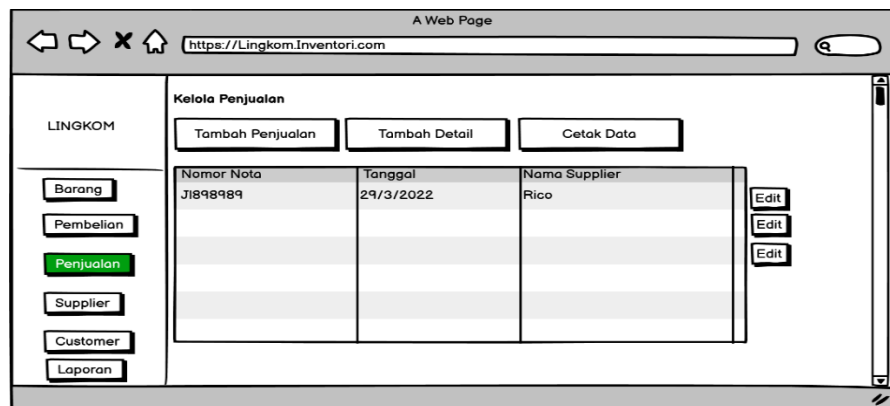 A Web Page
https://Lingkom.Inventori.com
LINGKOM
Barang
Pembelian
Penjualan
Supplier
Customer
Laporan
Kelola Penjualan
Tambah Penjualan Tambah Detail Cetak Data
Nomor Nota Tanggal Nama Supplier
J1898989 29/3/2022 Rico
Edit
Edit
Edit